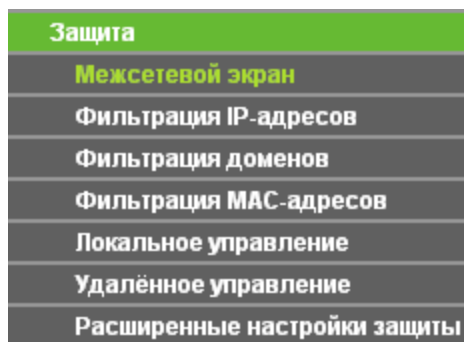 Защита
Межсетевой экран
Фильтрация IP-адресов
Фильтрация доменов
Фильтрация MAC-адресов
Локальное управление
Удалённое управление
Расширенные настройки защиты